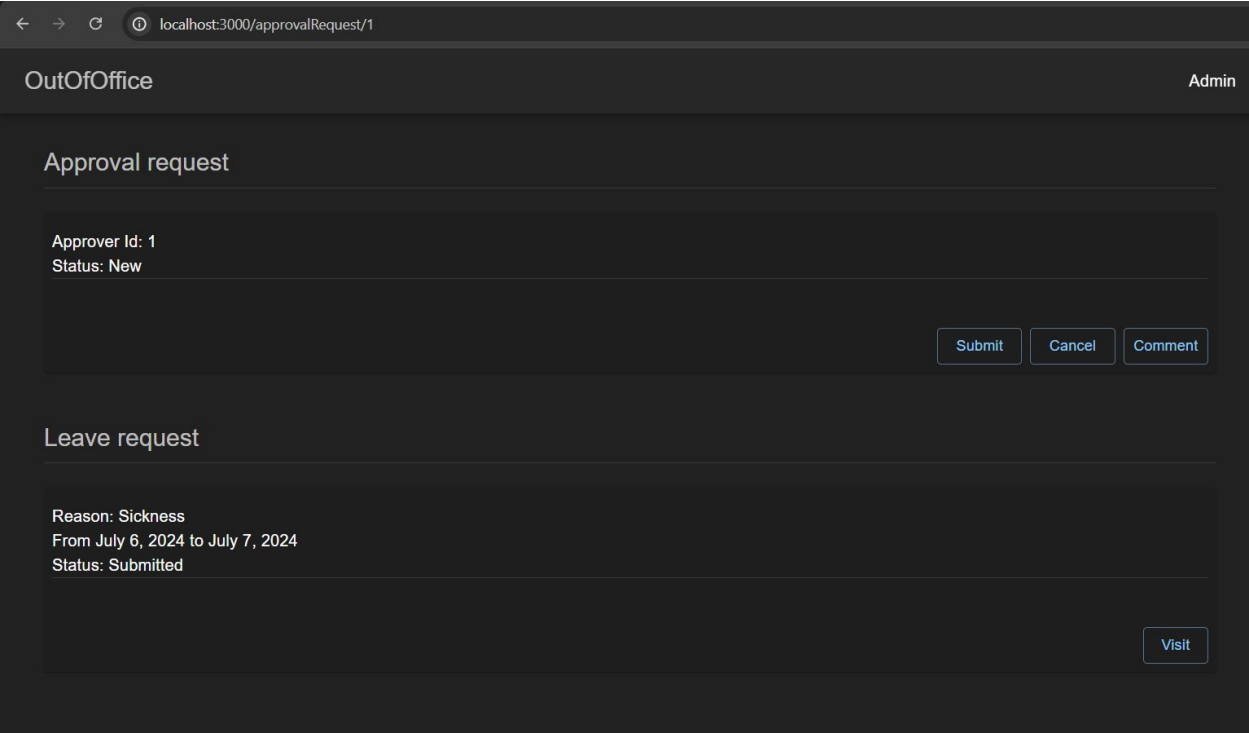 localhost:3000/approvalRequest/1
OutOfOffice
Admin
Approval request
Approver Id: 1
Status: New
Submit Cancel Comment
Leave request
Reason: Sickness
From July 6, 2024 to July 7, 2024
Status: Submitted
Visit